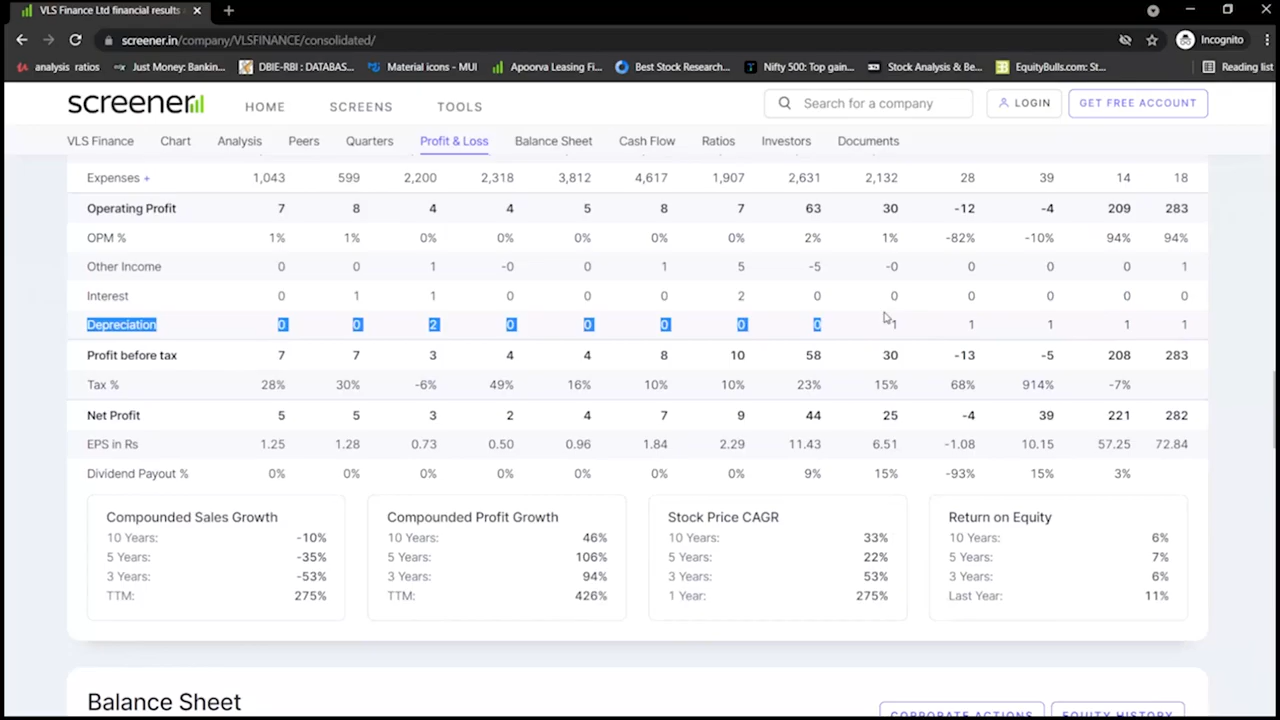 VLS Finance Ltd financial results
screener.in/company/VLSFINANCE/consolidated/
Incognito
analysis ratios
Just Money: Bankin...
DBIE-RBI : DATABAS...
Material icons - MUI
Apoorva Leasing Fi...
Best Stock Research...
Nifty 500: Top gain...
Stock Analysis & Be...
EquityBulls.com: St...
Reading list
screener
HOME SCREENS TOOLS
Search for a company
LOGIN
GET FREE ACCOUNT
VLS Finance Chart Analysis Peers Quarters Profit & Loss Balance Sheet Cash Flow Ratios Investors Documents
Expenses + 1,043 599 2,200 2,318 3,812 4,617 1,907 2,631 2,132 28 39 14 18
Operating Profit 7 8 4 4 5 8 7 63 30 -12 -4 209 283
OPM % 1% 1% 0% 0% 0% 0% 0% 2% 1% -82% -10% 94% 94%
Other Income 0 0 1 -0 0 1 5 -5 -0 0 0 0 1
Interest 0 1 1 0 0 0 2 0 0 0 0 0 0
Depreciation 0 0 2 0 0 0 0 0 1 1 1 1 1
Profit before tax 7 7 3 4 4 8 10 58 30 -13 -5 208 283
Tax % 28% 30% -6% 49% 16% 10% 10% 23% 15% 68% 914% -7%
Net Profit 5 5 3 2 4 7 9 44 25 -4 39 221 282
EPS in Rs 1.25 1.28 0.73 0.50 0.96 1.84 2.29 11.43 6.51 -1.08 10.15 57.25 72.84
Dividend Payout % 0% 0% 0% 0% 0% 0% 0% 9% 15% -93% 15% 3%
Compounded Sales Growth
10 Years: -10%
5 Years: -35%
3 Years: -53%
TTM: 275%
Compounded Profit Growth
10 Years: 46%
5 Years: 106%
3 Years: 94%
TTM: 426%
Stock Price CAGR
10 Years: 33%
5 Years: 22%
3 Years: 53%
1 Year: 275%
Return on Equity
10 Years: 6%
5 Years: 7%
3 Years: 6%
Last Year: 11%
Balance Sheet
CORPORATE ACTIONS
EQUITY HISTORY